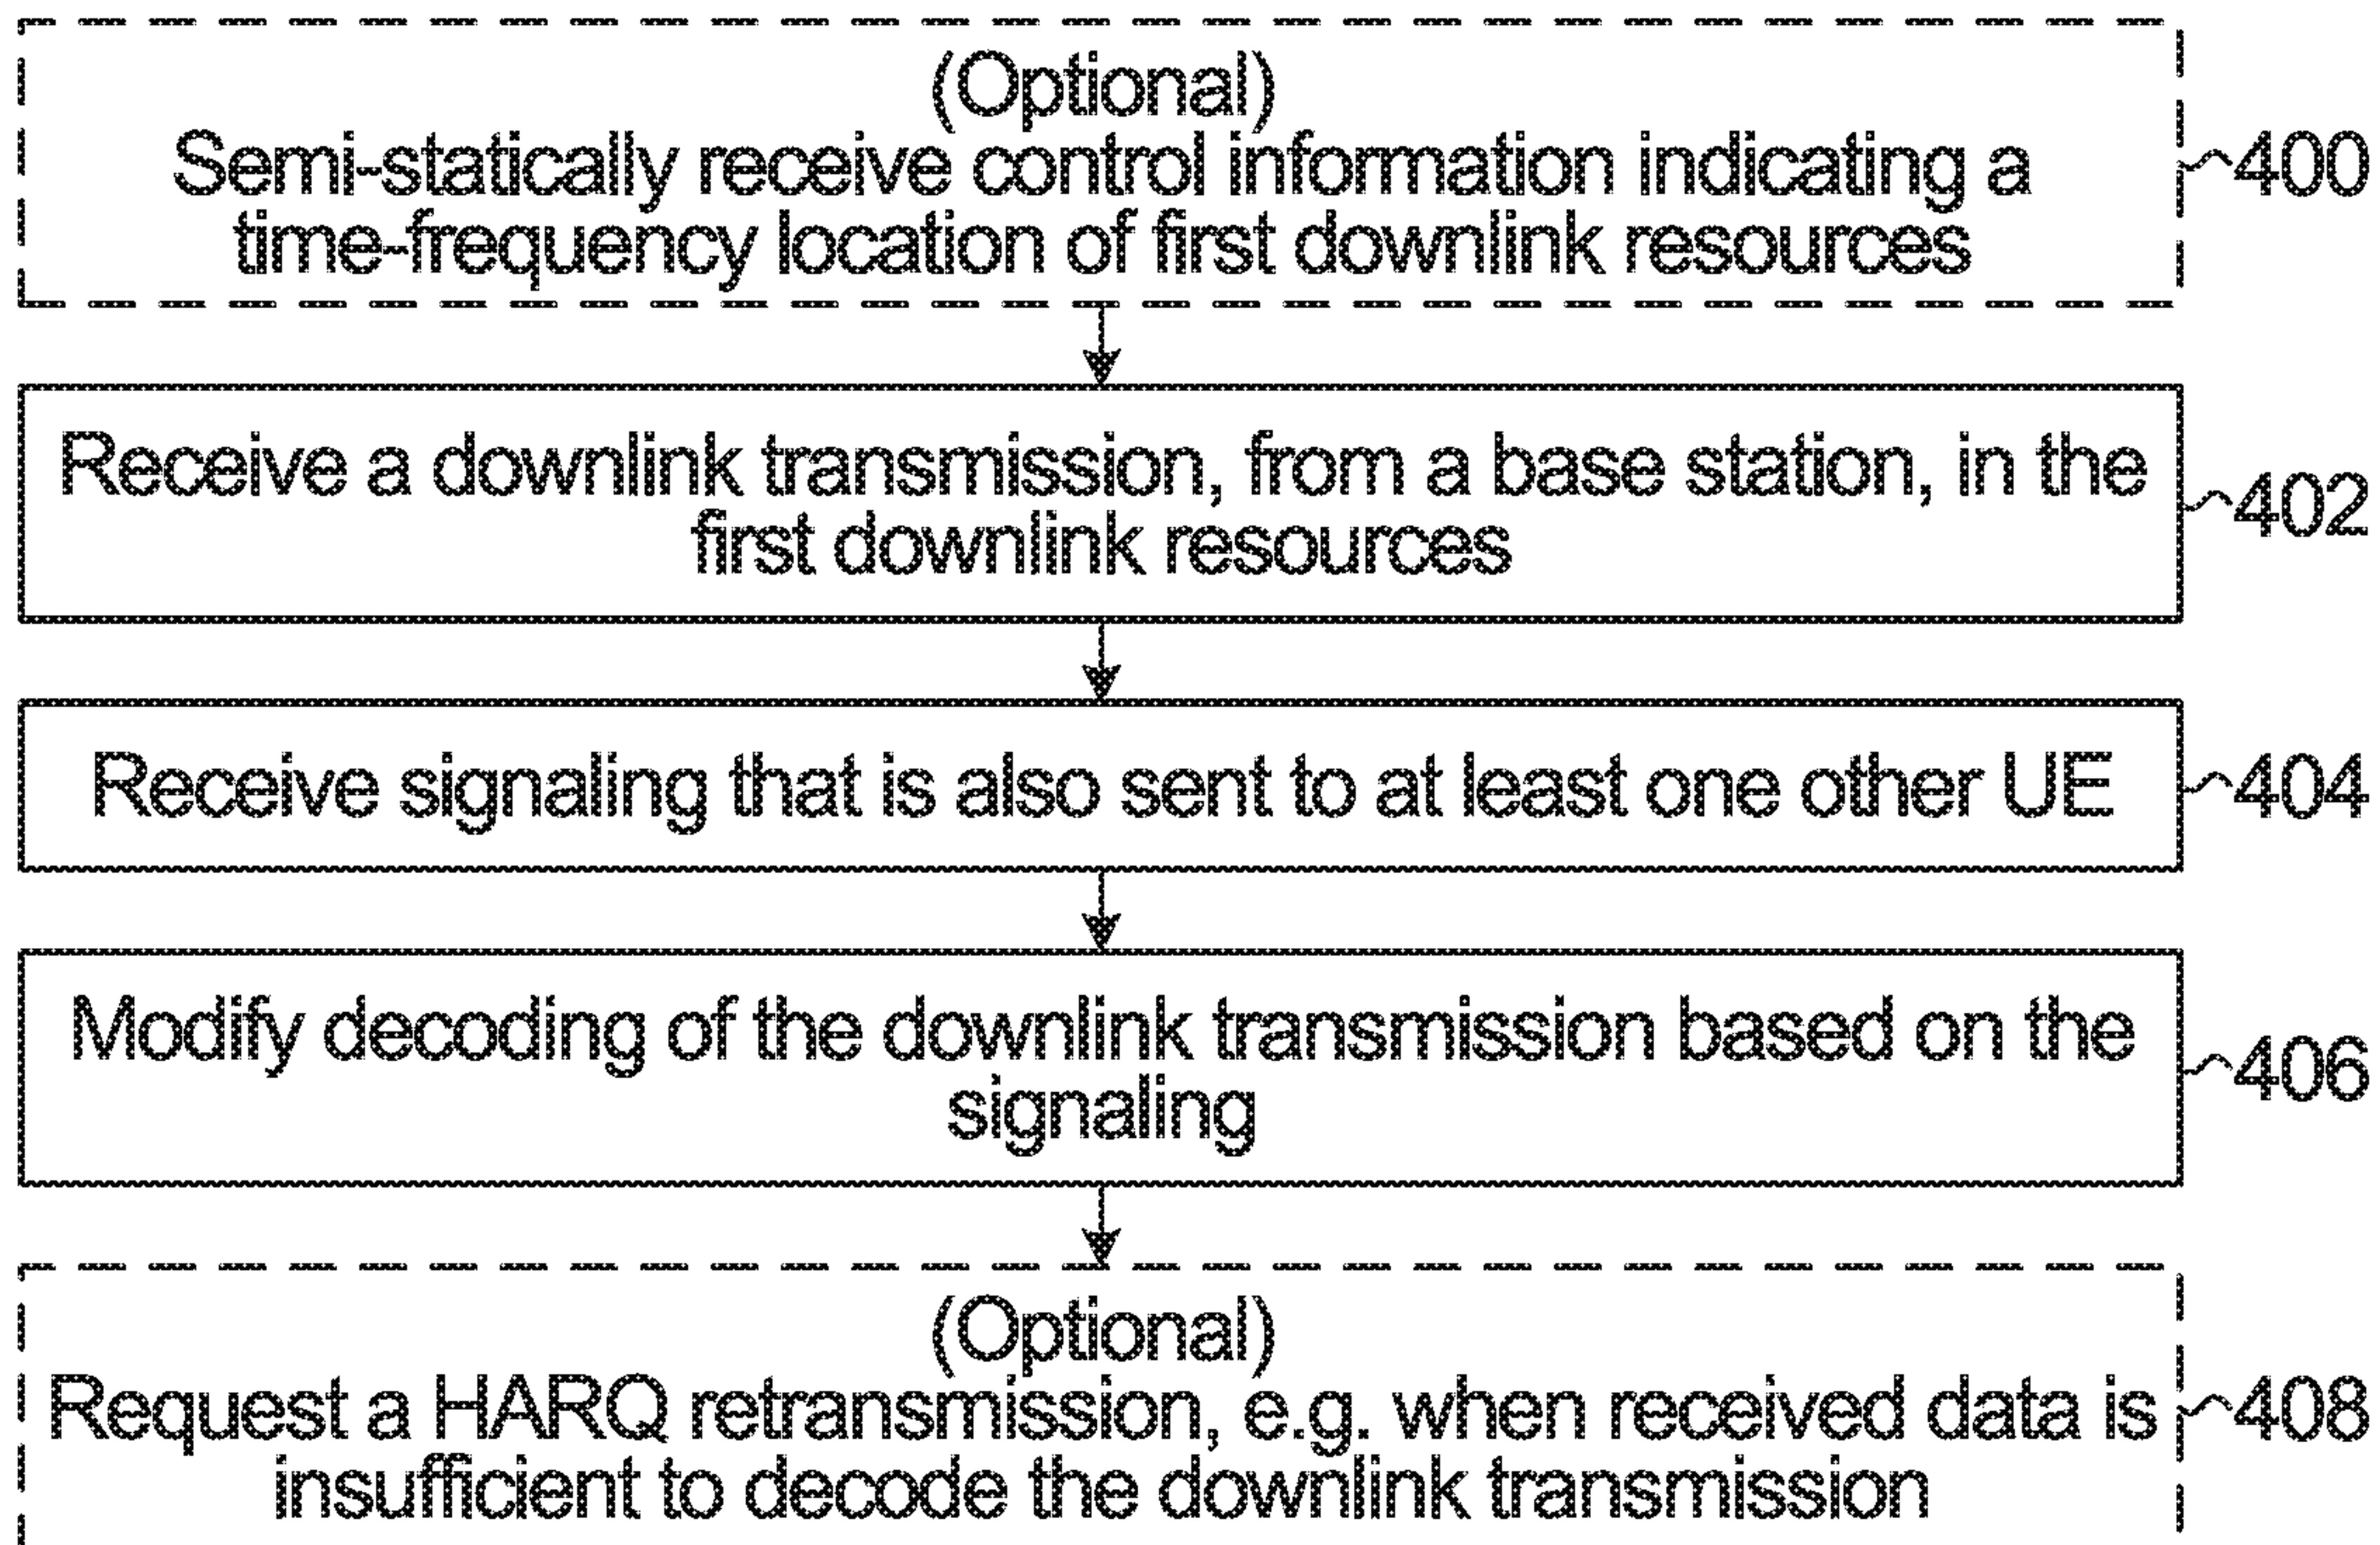 (Optional)
Semi-statically receive control information indicating a
time-frequency location of first downlink resources
400
Receive a downlink transmission, from a base station, in the
first downlink resources
402
Receive signaling that is also sent to at least one other UE
404
Modify decoding of the downlink transmission based on the
signaling
406
(Optional)
Request a HARQ retransmission, e.g. when received data is
insufficient to decode the downlink transmission
408